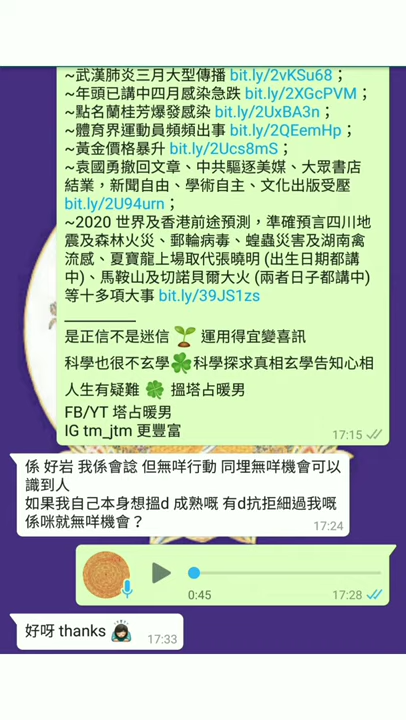 ~武漢肺炎三月大型傳播 bit.ly/2vKSu68；
~年頭已講中四月感染急跌 bit.ly/2XGcPVM；
~點名蘭桂芳爆發感染 bit.ly/2UxBA3n；
~體育界運動員頻頻出事 bit.ly/2QEemHp；
~黃金價格暴升 bit.ly/2Ucs8mS；
~袁國勇撤回文章、中共驅逐美媒、大眾書店
結業，新聞自由、學術自主、文化出版受壓
bit.ly/2U94urn；
~2020 世界及香港前途預測，準確預言四川地
震及森林火災、郵輪病毒、蝗蟲災害及湖南禽
流感、夏寶龍上場取代張曉明 (出生日期都講
中)、馬鞍山及切諾貝爾大火 (兩者日子都講中)
等十多項大事 bit.ly/39JS1zs
是正信不是迷信🌱 運用得宜變喜訊
科學也很不玄學🍀科學探求真相玄學告知心相
人生有疑難 🍀 搵塔占暖男
FB/YT 塔占暖男
IG tm_jtm 更豐富
17:15
係 好岩 我係會諗 但無咩行動 同埋無咩機會可以
識到人
如果我自己本身想搵d 成熟嘅 有d抗拒細過我嘅
係咪就無咩機會？
17:24
0:45
17:28
好呀 thanks 🙇🏻‍♀️
17:33